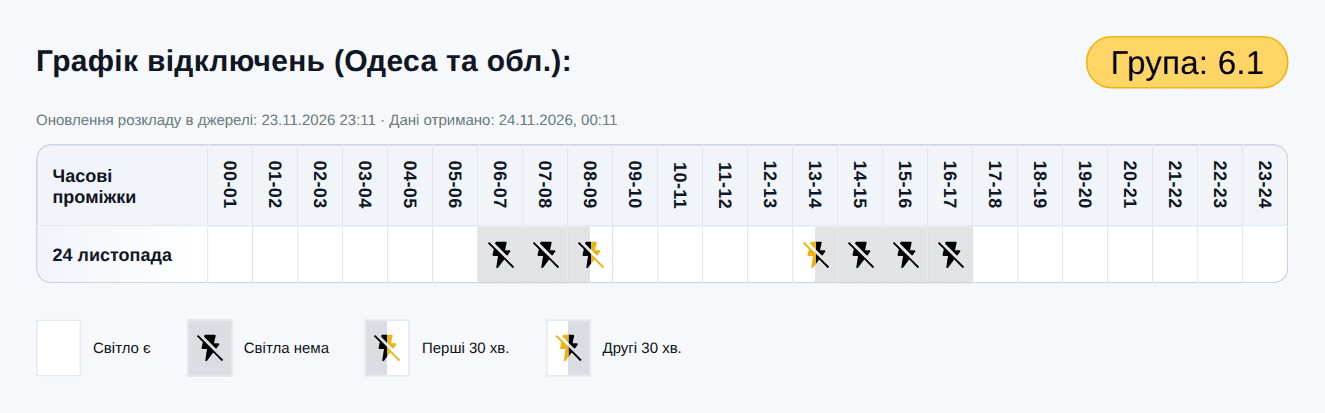 Графік відключень (Одеса та обл.):
Група: 6.1
Оновлення розкладу в джерелі: 23.11.2026 23:11 · Дані отримано: 24.11.2026, 00:11
Часові
проміжки
00-01
01-02
02-03
03-04
04-05
05-06
06-07
07-08
08-09
09-10
10-11
11-12
12-13
13-14
14-15
15-16
16-17
17-18
18-19
19-20
20-21
21-22
22-23
23-24
24 листопада
Світло є
Світла нема
Перші 30 хв.
Другі 30 хв.